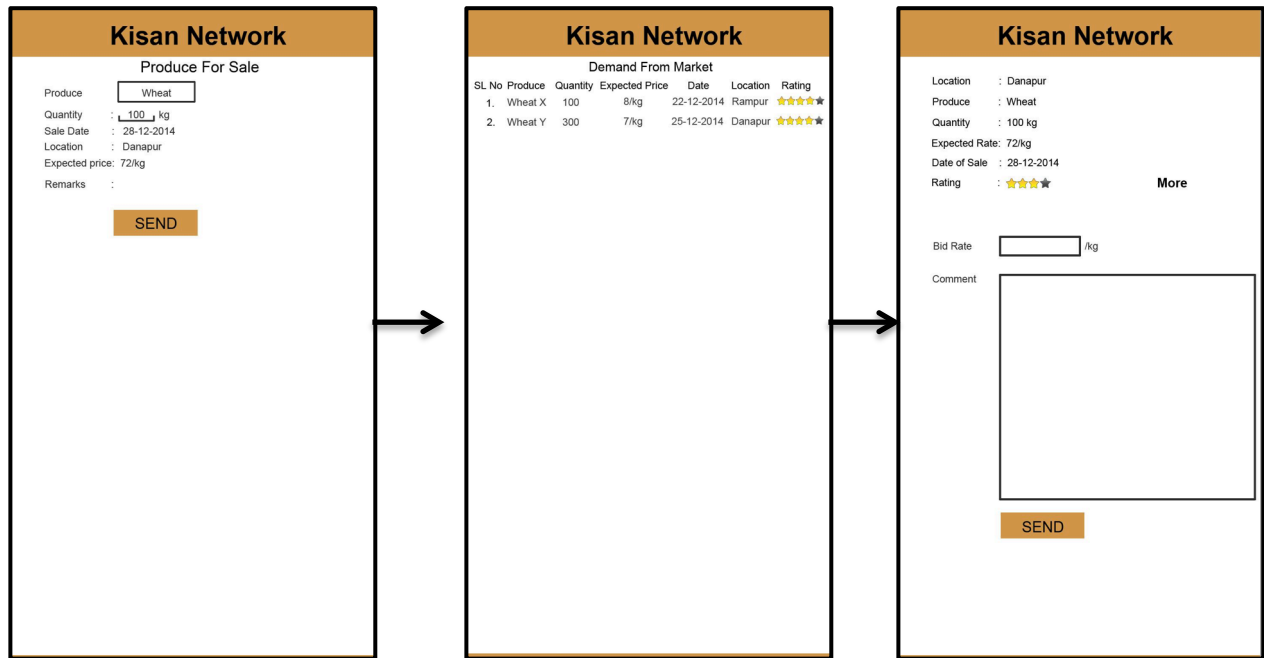 Kisan Network
Produce For Sale
Produce Wheat
Quantity : 100 kg
Sale Date : 28-12-2014
Location : Danapur
Expected price: 72/kg
Remarks :
SEND
Kisan Network
Demand From Market
SL No Produce Quantity Expected Price Date Location Rating
1. Wheat X 100 8/kg 22-12-2014 Rampur
2. Wheat Y 300 7/kg 25-12-2014 Danapur
Kisan Network
Location : Danapur
Produce : Wheat
Quantity : 100 kg
Expected Rate: 72/kg
Date of Sale : 28-12-2014
Rating : More
Bid Rate /kg
Comment
SEND